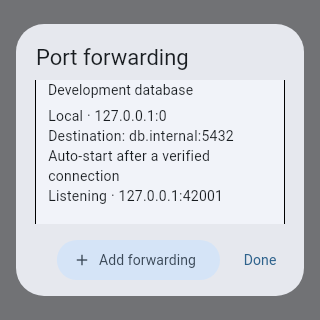 Port forwarding
Development database
Local · 127.0.0.1:0
Destination: db.internal:5432
Auto-start after a verified
connection
Listening · 127.0.0.1:42001
+ Add forwarding
Done